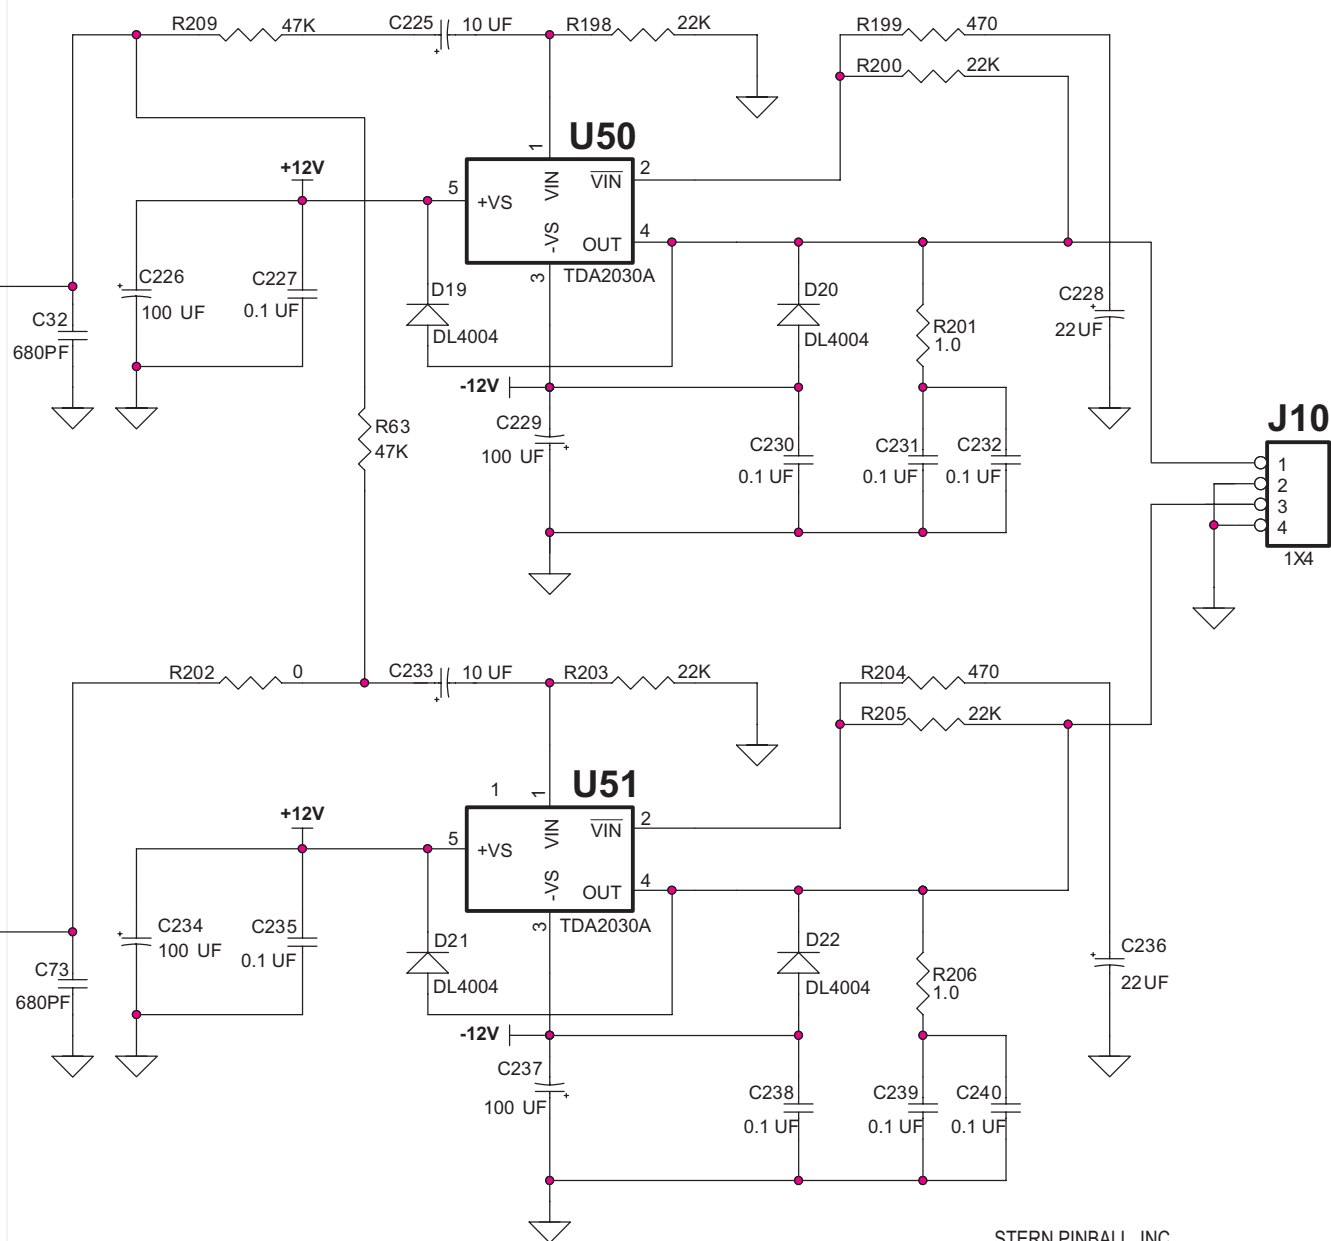 R209 47K C225 10 UF R198 22K R199 470
R200 22K
U50
+12V
1 2
5 +VS VIN VIN
-VS OUT 4
3 TDA2030A
C226
100 UF
C227
0.1 UF
D19
DL4004
D20
DL4004
R201
1.0
C228
22UF
C32
680PF
-12V
R63
47K
C229
100 UF
C230
0.1 UF
C231
0.1 UF
C232
0.1 UF
J10
1
2
3
4
1X4
R202 0 C233 10 UF R203 22K R204 470
R205 22K
U51
1 1
+12V
2
5 +VS VIN VIN
-VS OUT 4
3 TDA2030A
C234
100 UF
C235
0.1 UF
D21
DL4004
D22
DL4004
R206
1.0
C236
22UF
C73
680PF
-12V
C237
100 UF
C238
0.1 UF
C239
0.1 UF
C240
0.1 UF
STERN PINBALL, INC